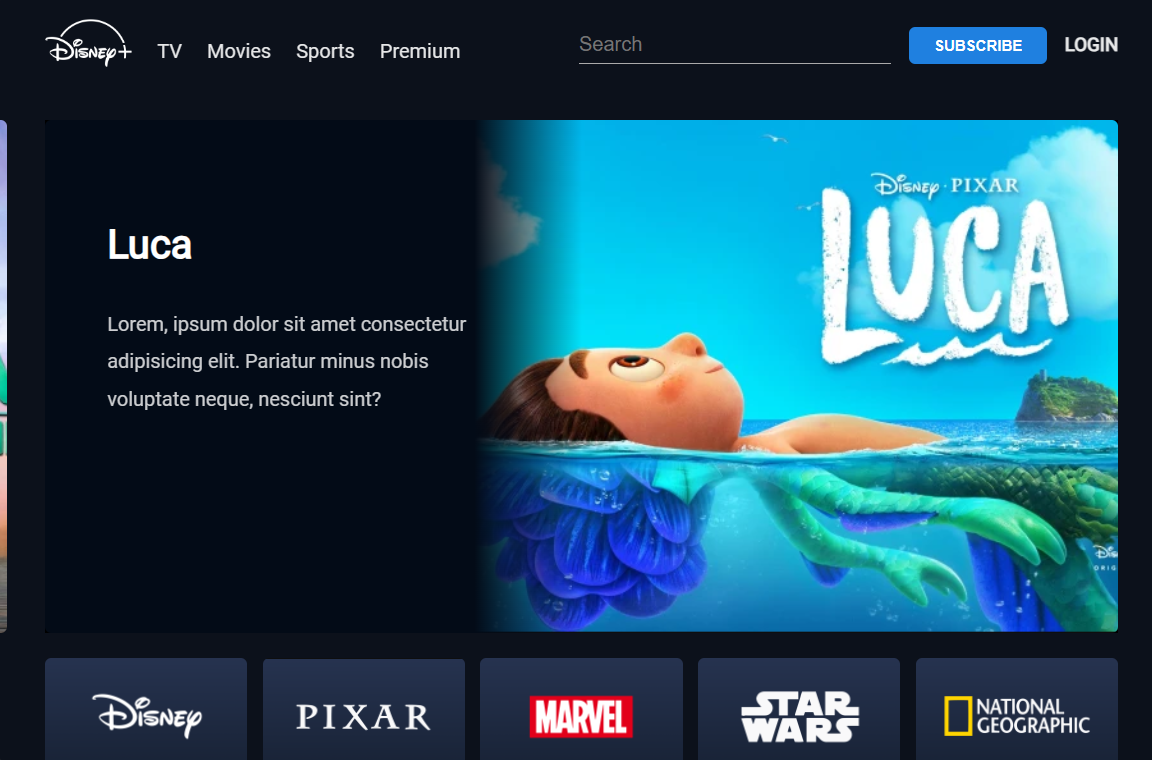 Disney+
TV Movies Sports Premium
Search
SUBSCRIBE
LOGIN
Luca
Lorem, ipsum dolor sit amet consectetur
adipisicing elit. Pariatur minus nobis
voluptate neque, nesciunt sint?
Disney · PIXAR
LUCA
Disney
PIXAR
MARVEL
STAR
WARS
NATIONAL
GEOGRAPHIC